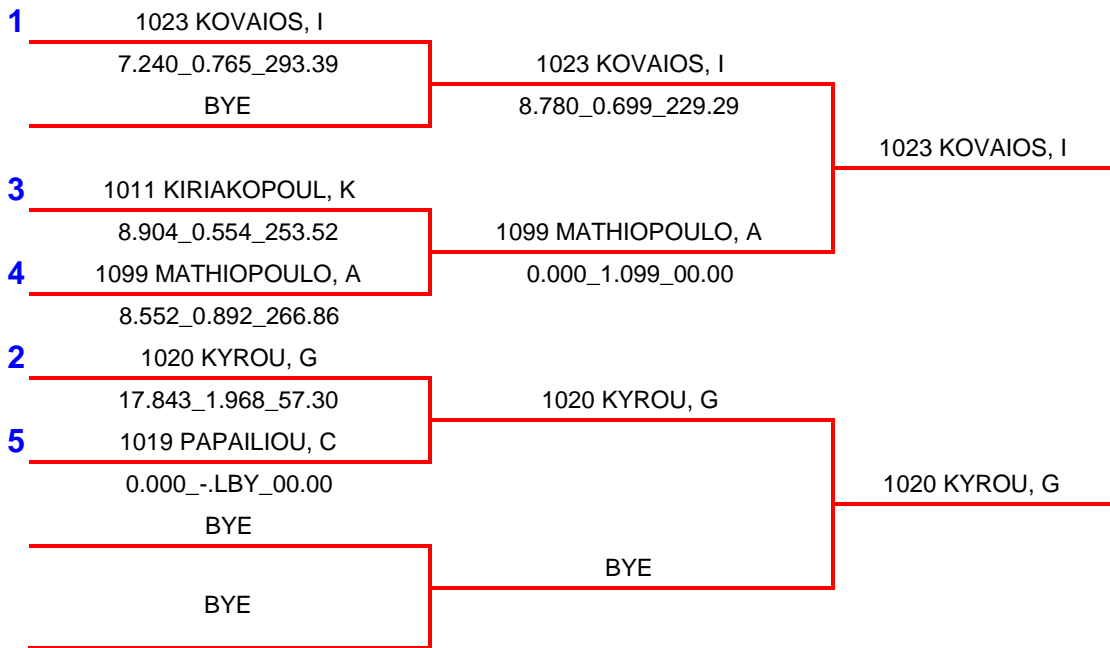 1 1023 KOVAIOS, I
7.240_0.765_293.39
1023 KOVAIOS, I
BYE
8.780_0.699_229.29
1023 KOVAIOS, I
3 1011 KIRIAKOPOUL, K
8.904_0.554_253.52
1099 MATHIOPOULO, A
4 1099 MATHIOPOULO, A
0.000_1.099_00.00
8.552_0.892_266.86
2 1020 KYROU, G
17.843_1.968_57.30
1020 KYROU, G
5 1019 PAPAILIOU, C
0.000_-.LBY_00.00
1020 KYROU, G
BYE
BYE
BYE